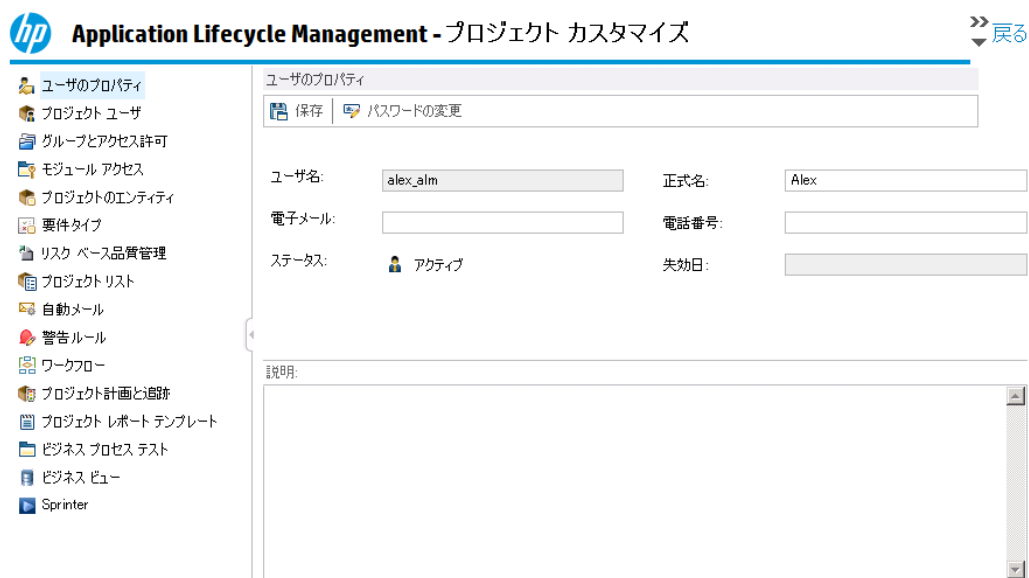 hp Application Lifecycle Management - プロジェクト カスタマイズ
戻る
ユーザのプロパティ
プロジェクト ユーザ
グループとアクセス許可
モジュール アクセス
プロジェクトのエンティティ
要件タイプ
リスク ベース品質管理
プロジェクト リスト
自動メール
警告ルール
ワークフロー
プロジェクト計画と追跡
プロジェクト レポート テンプレート
ビジネス プロセス テスト
ビジネス ビュー
Sprinter
ユーザのプロパティ
保存 パスワードの変更
ユーザ名: alex_alm 正式名: Alex
電子メール: 電話番号:
ステータス: アクティブ 失効日:
説明: